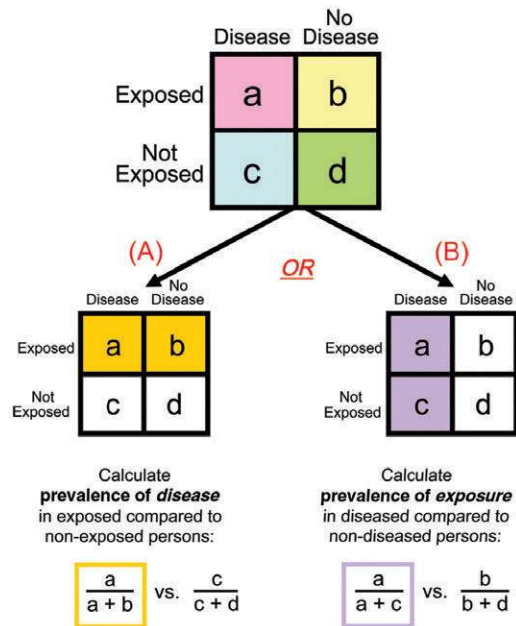 Disease No Disease
Exposed a b
Not Exposed c d
(A) OR (B)
Disease No Disease
Exposed a b
Not Exposed c d
Calculate
prevalence of disease
in exposed compared to
non-exposed persons:
a / a + b vs. c / c + d
Disease No Disease
Exposed a b
Not Exposed c d
Calculate
prevalence of exposure
in diseased compared to
non-diseased persons:
a / a + c vs. b / b + d